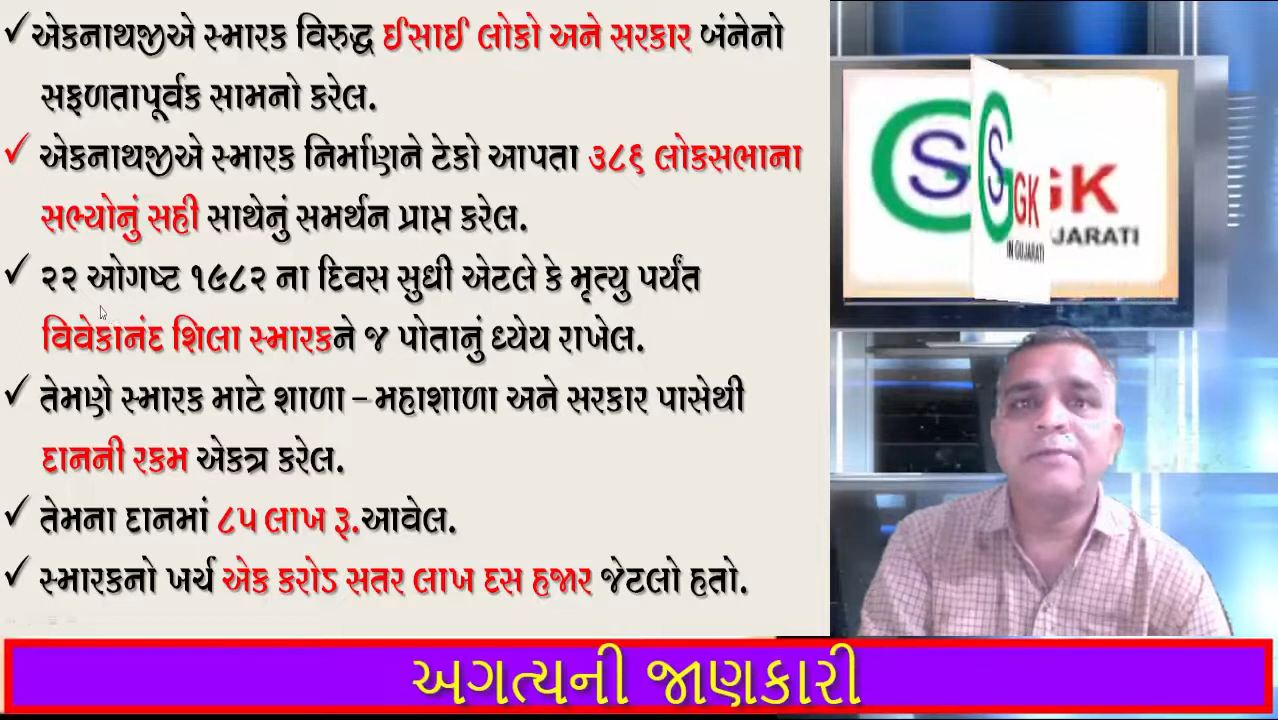 ✓એકનાથજીએ સ્મારક વિરુદ્ધ ઈસાઈ લોકો અને સરકાર બંનેનો
સફળતાપૂર્વક સામનો કરેલ.
✓ એકનાથજીએ સ્મારક નિર્માણને ટેકો આપતા ૩૮૬ લોકસભાના
સભ્યોનું સહી સાથેનું સમર્થન પ્રાપ્ત કરેલ.
✓ ૨૨ ઓગષ્ટ ૧૯૮૨ ના દિવસ સુધી એટલે કે મૃત્યુ પર્યંત
વિવેકાનંદ શિલા સ્મારકને જ પોતાનું ધ્યેય રાખેલ.
✓ તેમણે સ્મારક માટે શાળા – મહાશાળા અને સરકાર પાસેથી
દાનની રકમ એકત્ર કરેલ.
✓ તેમના દાનમાં ૮૫ લાખ રૂ.આવેલ.
✓ સ્મારકનો ખર્ચ એક કરોડ સતર લાખ દસ હજાર જેટલો હતો.
GS GK
IN GUJARATI
GK
UJARATI
અગત્યની જાણકારી